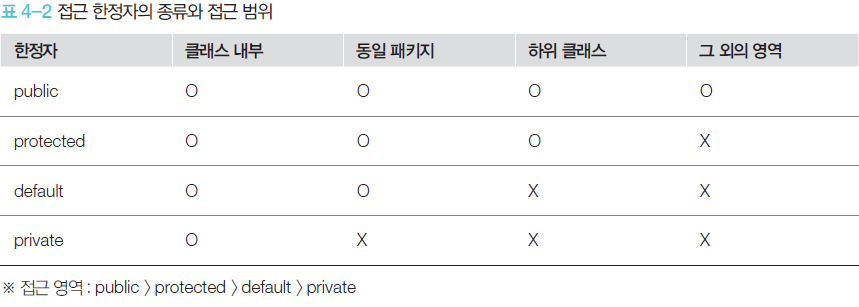 표 4-2 접근 한정자의 종류와 접근 범위
한정자 클래스 내부 동일 패키지 하위 클래스 그 외의 영역
public O O O O
protected O O O X
default O O X X
private O X X X
※ 접근 영역 : public 〉 protected 〉 default 〉 private